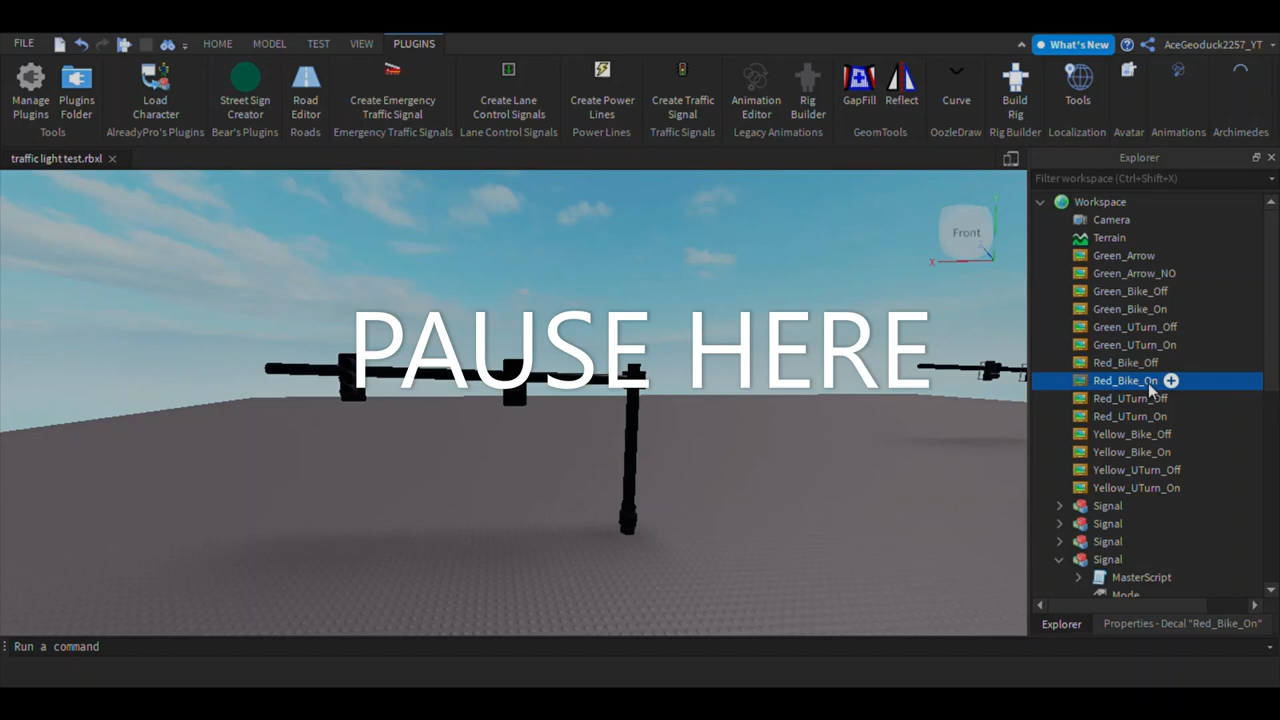 FILE HOME MODEL TEST VIEW PLUGINS What's New AceGeoduck2257_YT
Manage Plugins
Plugins Folder
Tools
Load Character
AlreadyPro's Plugins
Street Sign Creator
Bear's Plugins
Road Editor
Roads
Create Emergency Traffic Signal
Emergency Traffic Signals
Create Lane Control Signals
Lane Control Signals
Create Power Lines
Power Lines
Create Traffic Signal
Traffic Signals
Animation Editor
Rig Builder
Legacy Animations
GapFill
Reflect
GeomTools
Curve
OozleDraw
Build Rig
Rig Builder
Tools
Localization
Avatar
Animations
Archimedes
traffic light test.rbxl
Front
X
PAUSE HERE
Explorer
Filter workspace (Ctrl+Shift+X)
Workspace
Camera
Terrain
Green_Arrow
Green_Arrow_NO
Green_Bike_Off
Green_Bike_On
Green_UTurn_Off
Green_UTurn_On
Red_Bike_Off
Red_Bike_On
Red_UTurn_Off
Red_UTurn_On
Yellow_Bike_Off
Yellow_Bike_On
Yellow_UTurn_Off
Yellow_UTurn_On
Signal
Signal
Signal
Signal
MasterScript
Mode
Explorer Properties - Decal "Red_Bike_On"
Run a command